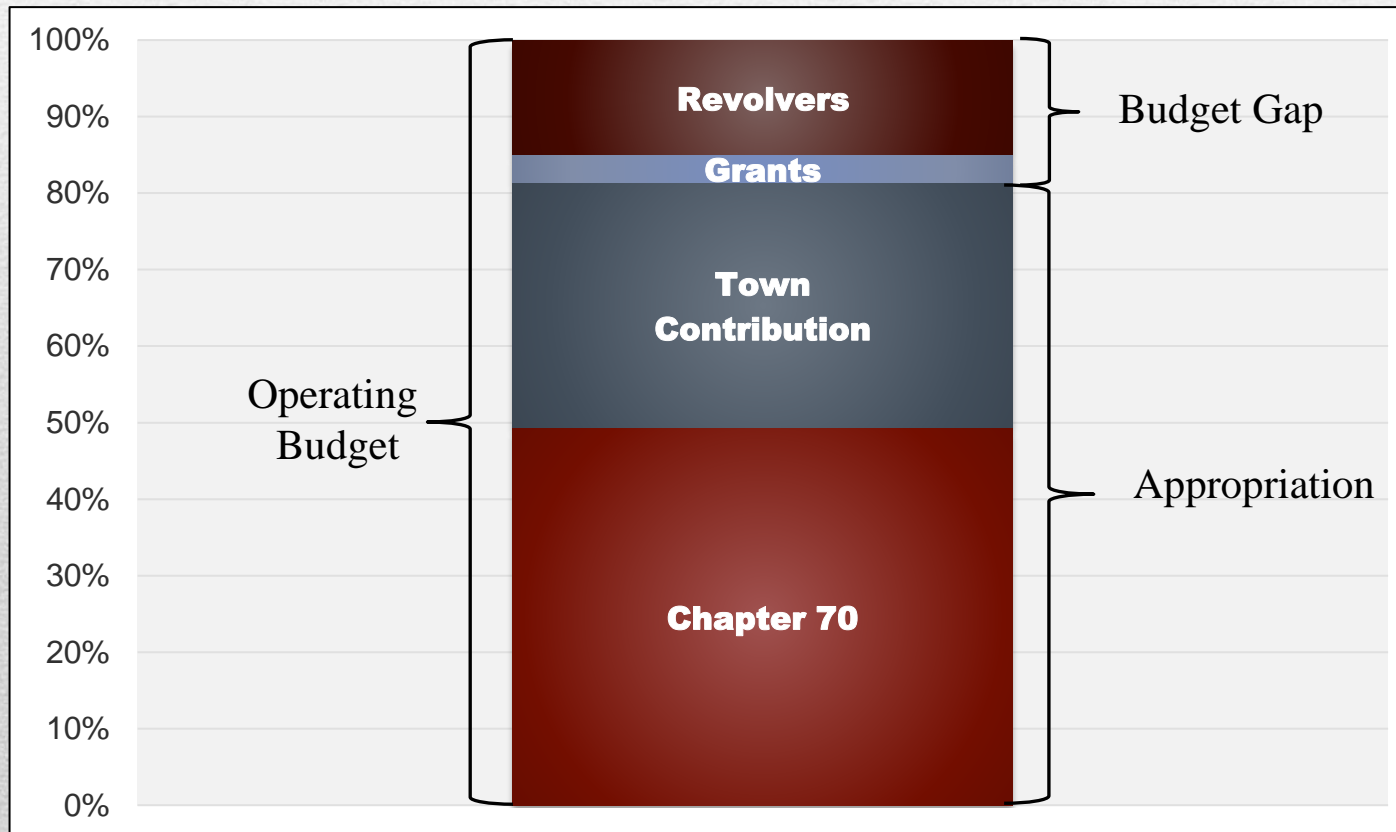 100%
90%
80%
70%
60%
50%
40%
30%
20%
10%
0%
Operating
Budget
Revolvers
Grants
Town
Contribution
Chapter 70
Budget Gap
Appropriation